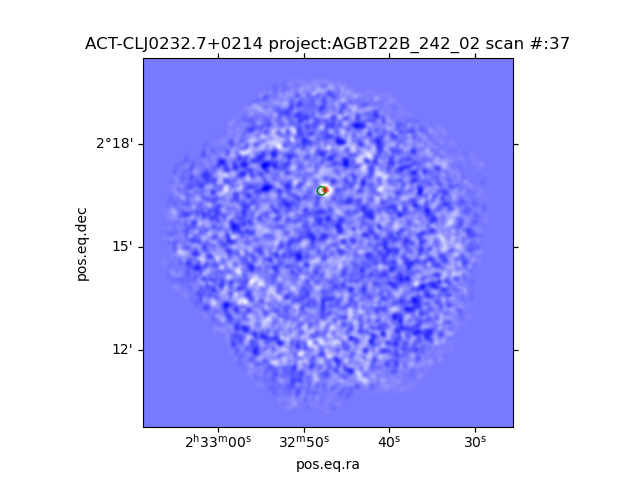 ACT-CLJ0232.7+0214 project:AGBT22B_242_02 scan #:37
pos.eq.dec
2°18'
15'
12'
2ʰ33ᵐ00ˢ 32ᵐ50ˢ 40ˢ 30ˢ
pos.eq.ra